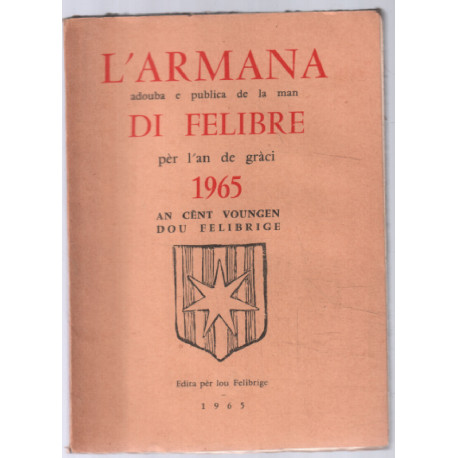 L'ARMANA
adouba e publica de la man
DI FELIBRE
pèr l'an de gràci
1965
AN CÈNT VOUNGEN
DOU FELIBRIGE
Edita pèr lou Felibrige
1965